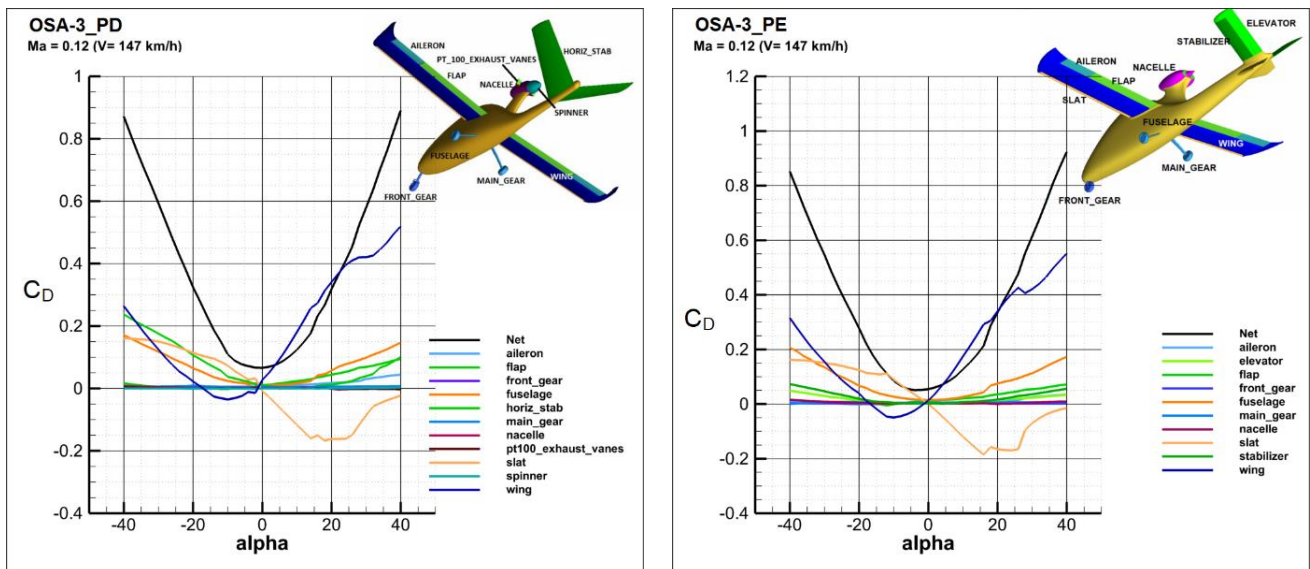 OSA-3_PD
Ma = 0.12 (V= 147 km/h)
AILERON
PT_100_EXHAUST_VANES
FLAP
NACELLE
HORIZ_STAB
SPINNER
FUSELAGE
WING
MAIN_GEAR
FRONT_GEAR
1
0.8
0.6
0.4
0.2
0
-0.2
-0.4
CD
-40
-20
0
20
40
alpha
Net
aileron
flap
front_gear
fuselage
horiz_stab
main_gear
nacelle
pt100_exhaust_vanes
slat
spinner
wing
OSA-3_PE
Ma = 0.12 (V= 147 km/h)
ELEVATOR
STABILIZER
AILERON
NACELLE
FLAP
SLAT
FUSELAGE
WING
MAIN_GEAR
FRONT_GEAR
1.2
1
0.8
0.6
0.4
0.2
0
-0.2
-0.4
CD
-40
-20
0
20
40
alpha
Net
aileron
elevator
flap
front_gear
fuselage
main_gear
nacelle
slat
stabilizer
wing